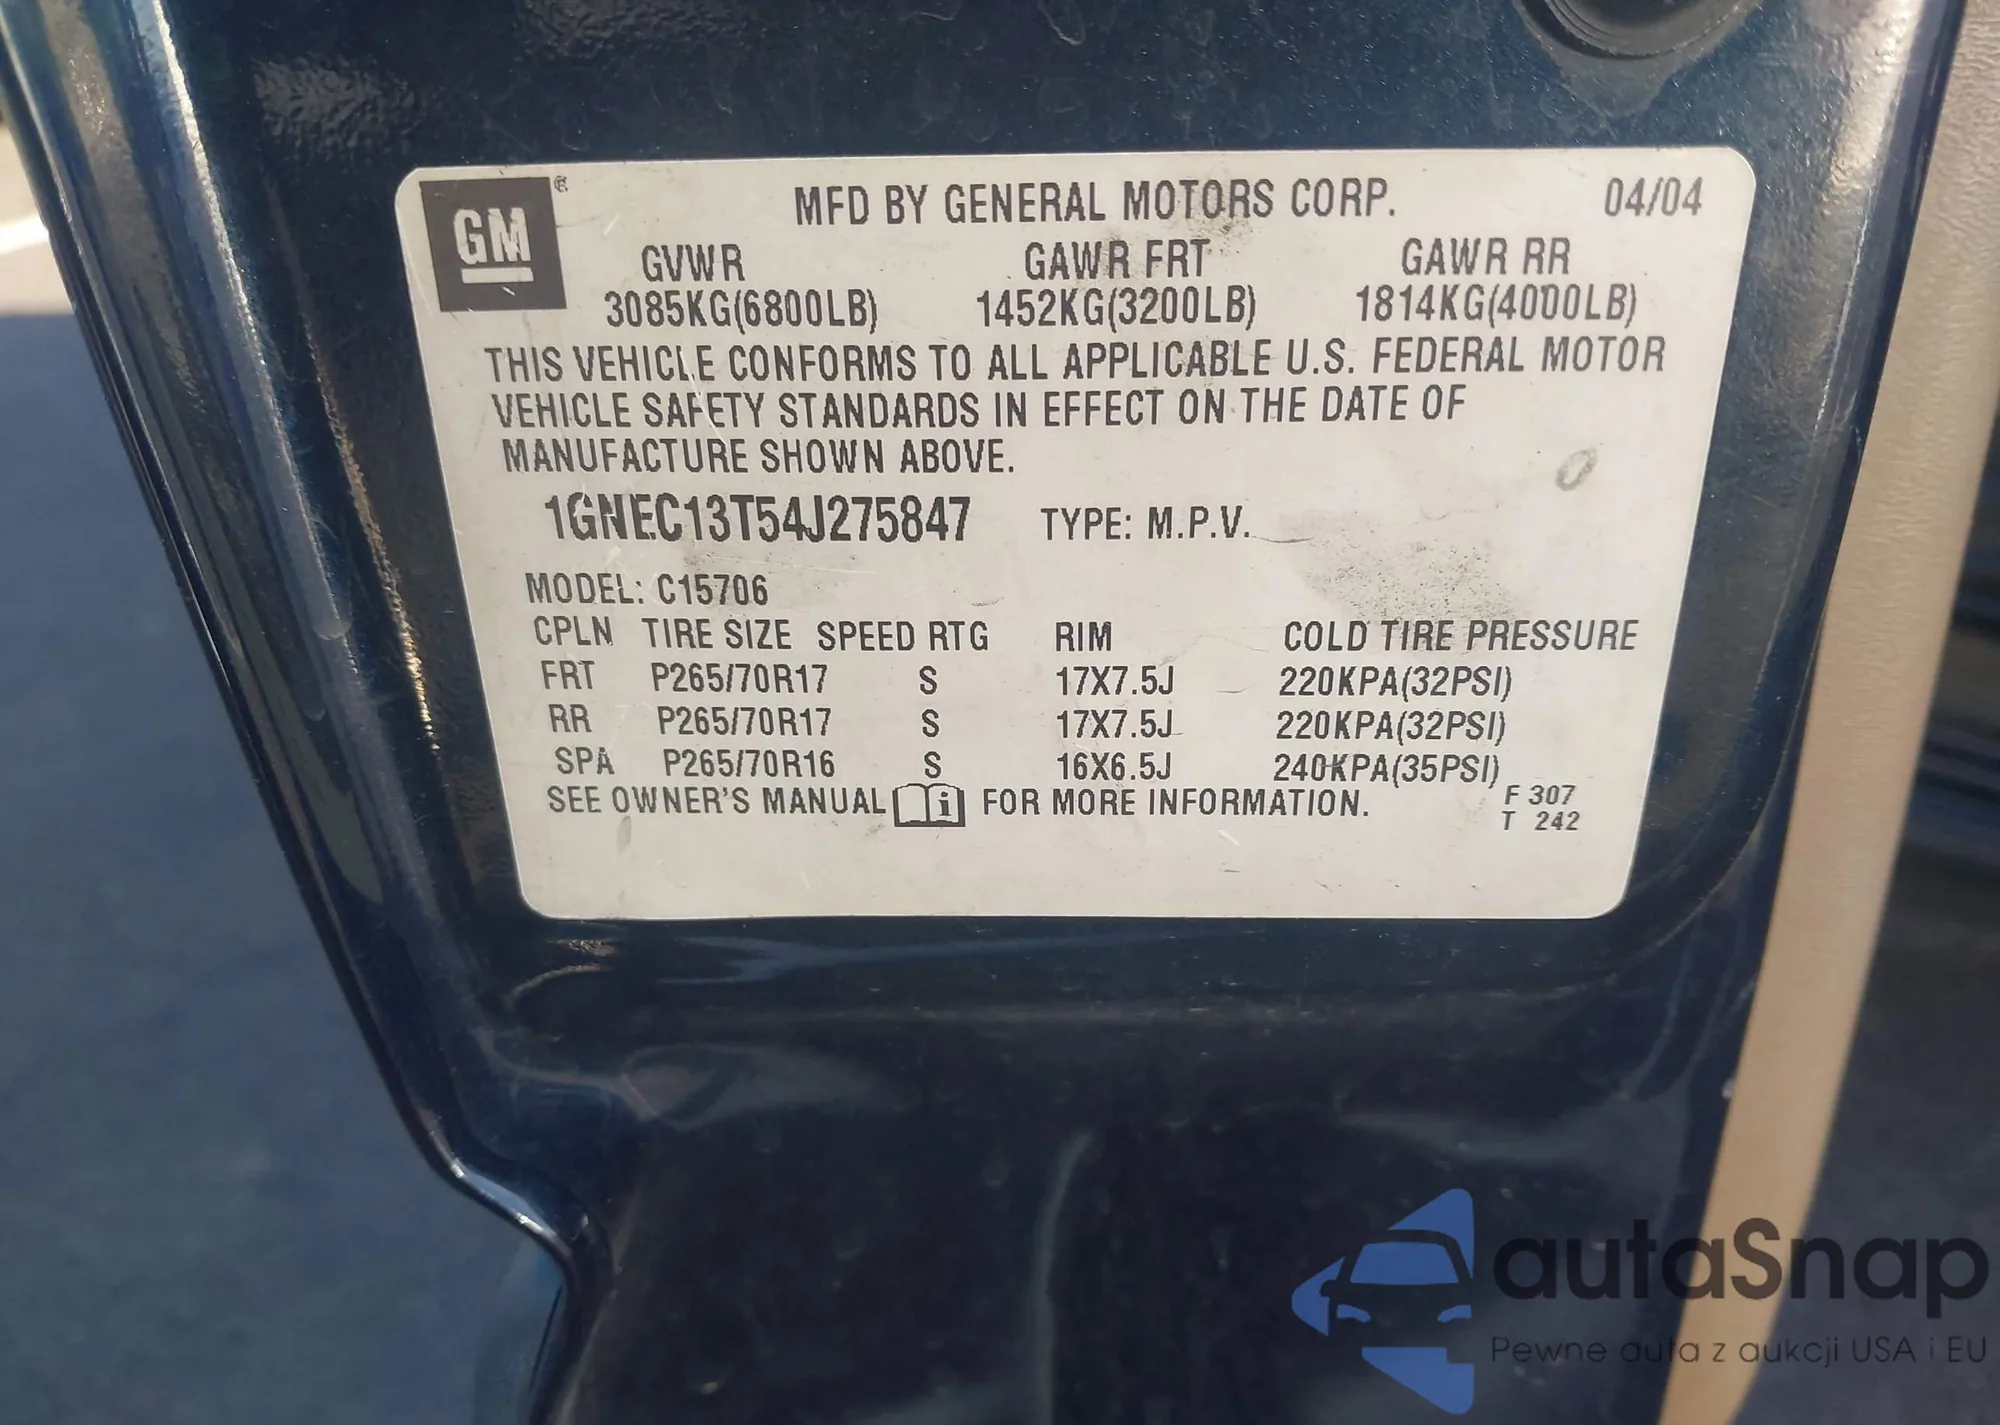 GM ®
MFD BY GENERAL MOTORS CORP. 04/04
GVWR GAWR FRT GAWR RR
3085KG(6800LB) 1452KG(3200LB) 1814KG(4000LB)
THIS VEHICLE CONFORMS TO ALL APPLICABLE U.S. FEDERAL MOTOR
VEHICLE SAFETY STANDARDS IN EFFECT ON THE DATE OF
MANUFACTURE SHOWN ABOVE.
1GNEC13T54J275847 TYPE: M.P.V.
MODEL: C15706
CPLN TIRE SIZE SPEED RTG RIM COLD TIRE PRESSURE
FRT P265/70R17 S 17X7.5J 220KPA(32PSI)
RR P265/70R17 S 17X7.5J 220KPA(32PSI)
SPA P265/70R16 S 16X6.5J 240KPA(35PSI)
SEE OWNER'S MANUAL i FOR MORE INFORMATION.
F 307
T 242
autaSnap
Pewne auta z aukcji USA i EU